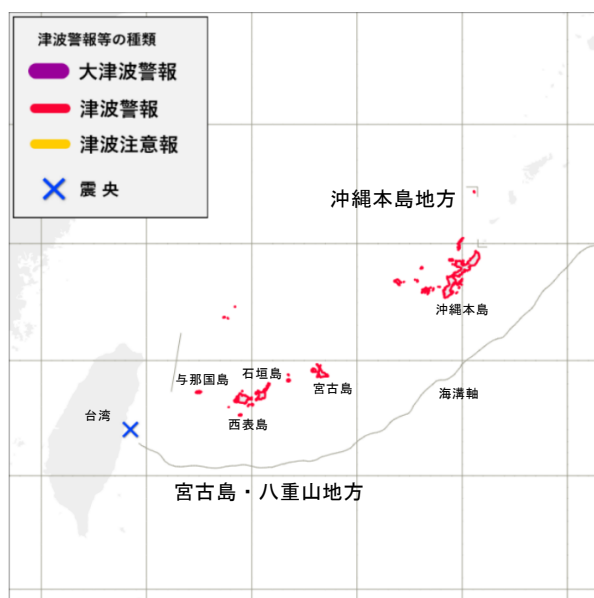 津波警報等の種類
大津波警報
津波警報
津波注意報
震央
沖縄本島地方
沖縄本島
与那国島
石垣島
宮古島
海溝軸
台湾
西表島
宮古島・八重山地方